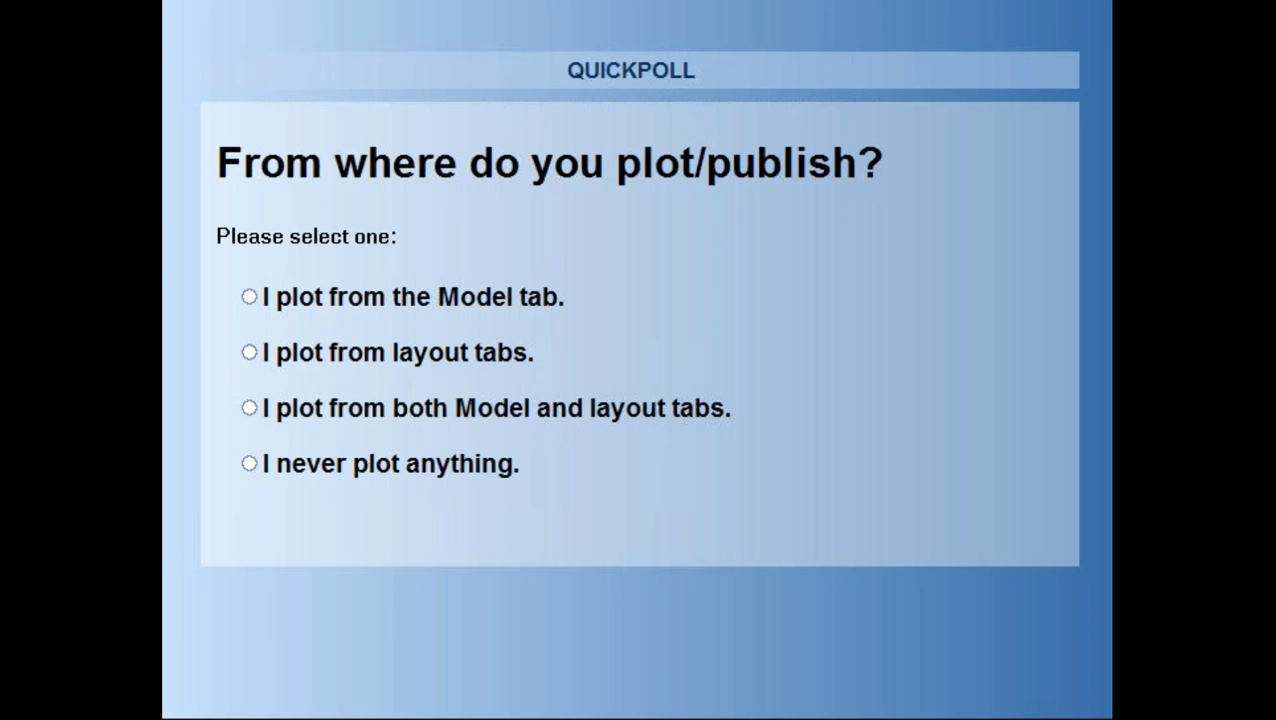 QUICKPOLL
From where do you plot/publish?
Please select one:
I plot from the Model tab.
I plot from layout tabs.
I plot from both Model and layout tabs.
I never plot anything.